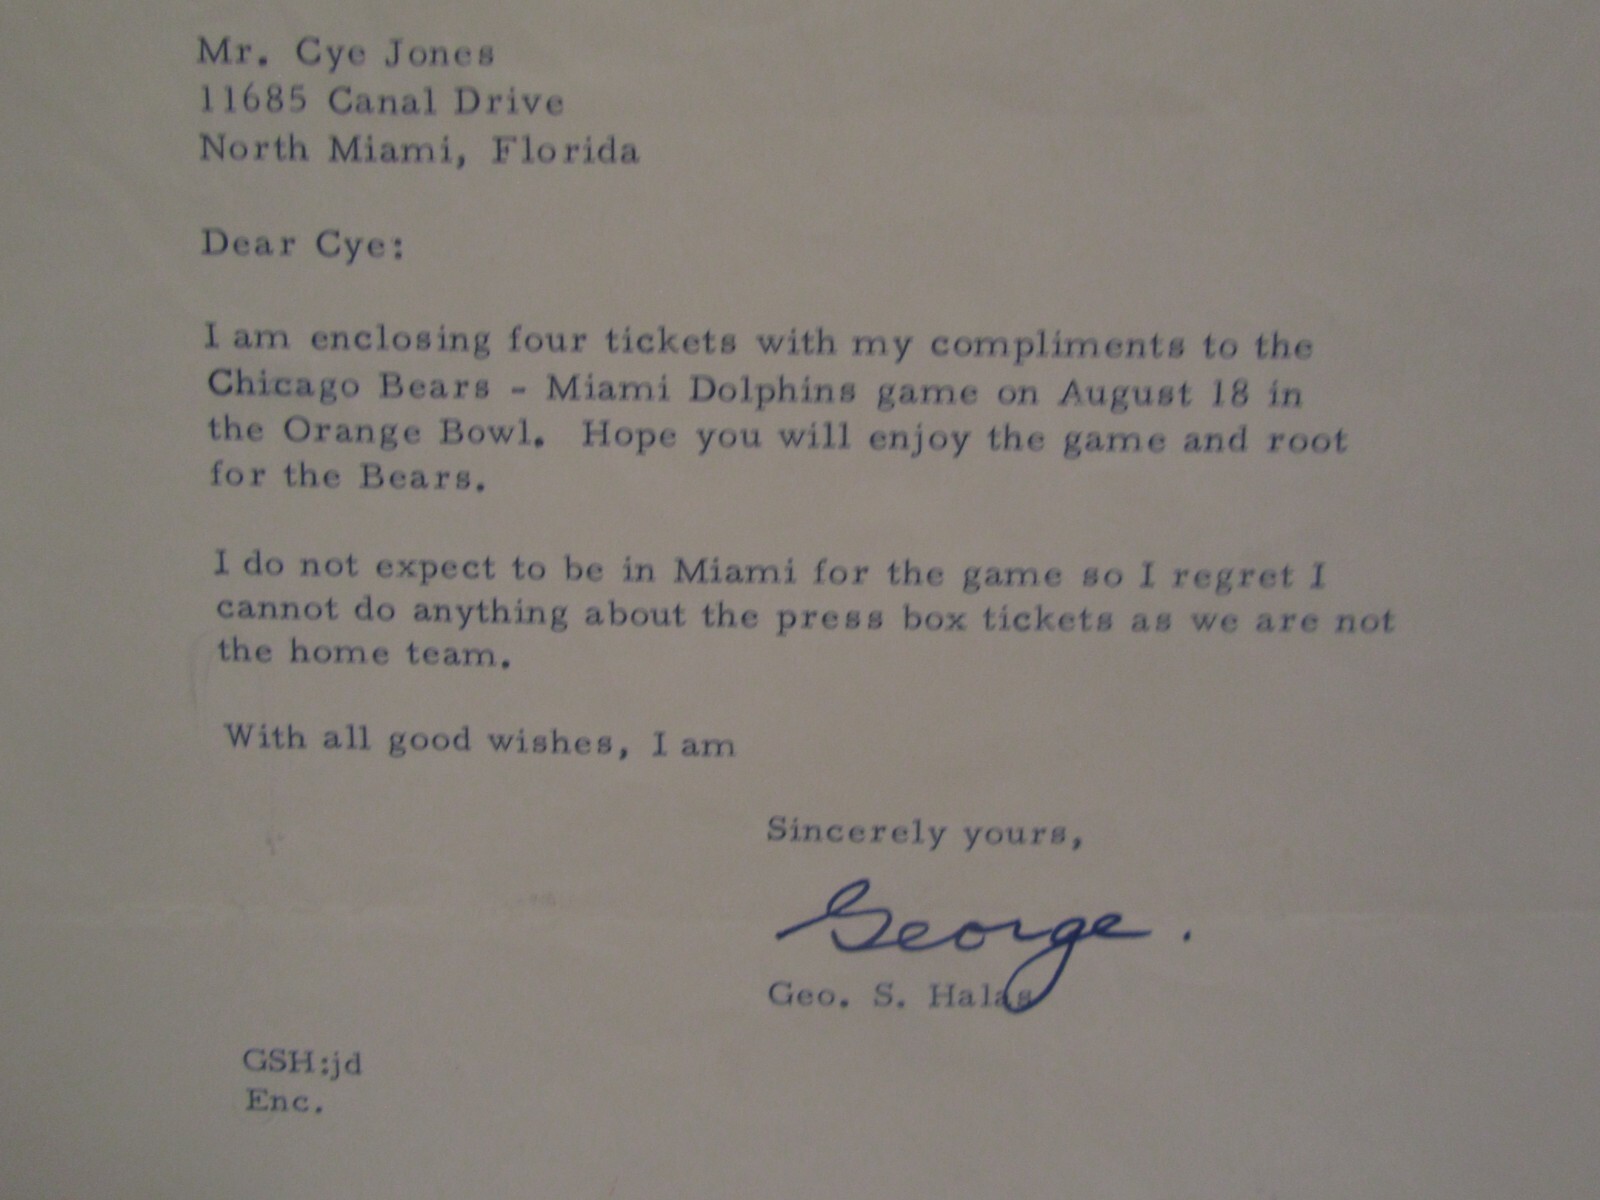 Mr. Cye Jones
11685 Canal Drive
North Miami, Florida
Dear Cye:
I am enclosing four tickets with my compliments to the
Chicago Bears - Miami Dolphins game on August 18 in
the Orange Bowl. Hope you will enjoy the game and root
for the Bears.
I do not expect to be in Miami for the game so I regret I
cannot do anything about the press box tickets as we are not
the home team.
With all good wishes, I am
Sincerely yours,
George.
Geo. S. Halas
GSH:jd
Enc.